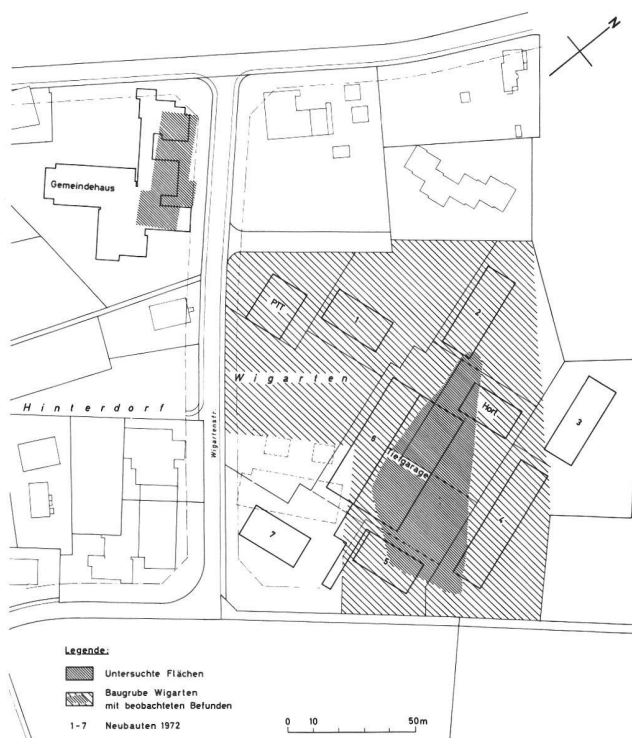 N
Gemeindehaus
PTT
1
2
Wigarten
Hort
3
Hinterdorf
Wigartenstr.
6
Tiefgarage
4
7
5
Legende:
Untersuchte Flächen
Baugrube Wigarten
mit beobachteten Befunden
1-7 Neubauten 1972
0 10 50m